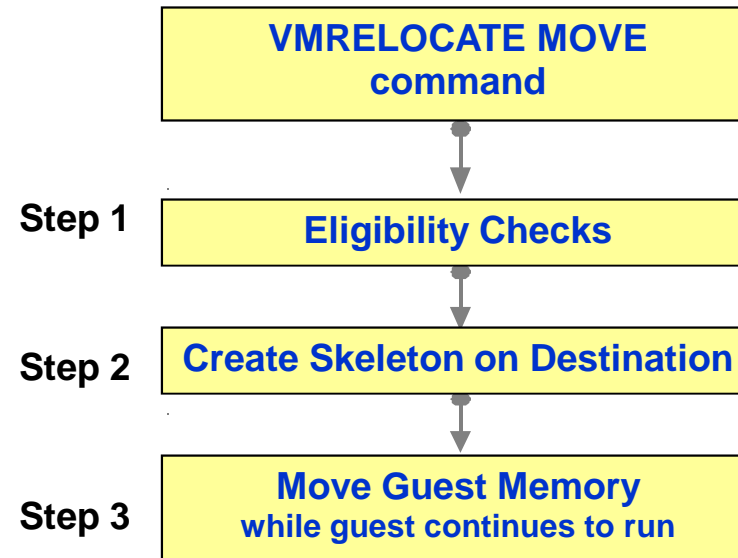 VMRELOCATE MOVE
command
Step 1
Eligibility Checks
Step 2
Create Skeleton on Destination
Step 3
Move Guest Memory
while guest continues to run